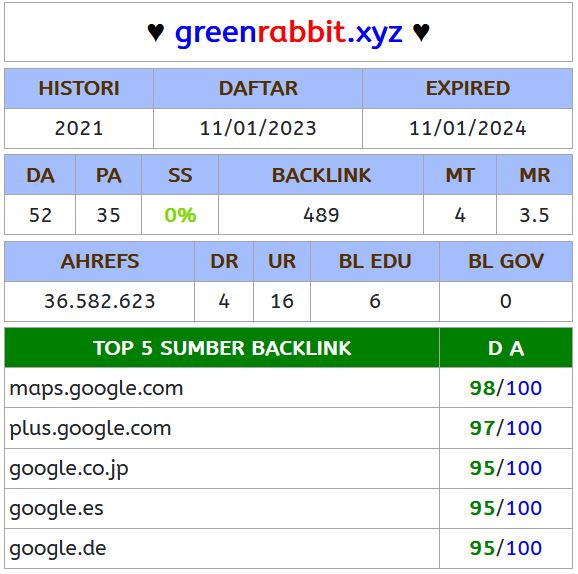 ♥ greenrabbit.xyz ♥
HISTORI DAFTAR EXPIRED
2021 11/01/2023 11/01/2024
DA PA SS BACKLINK MT MR
52 35 0% 489 4 3.5
AHREFS DR UR BL EDU BL GOV
36.582.623 4 16 6 0
TOP 5 SUMBER BACKLINK D A
maps.google.com 98/100
plus.google.com 97/100
google.co.jp 95/100
google.es 95/100
google.de 95/100